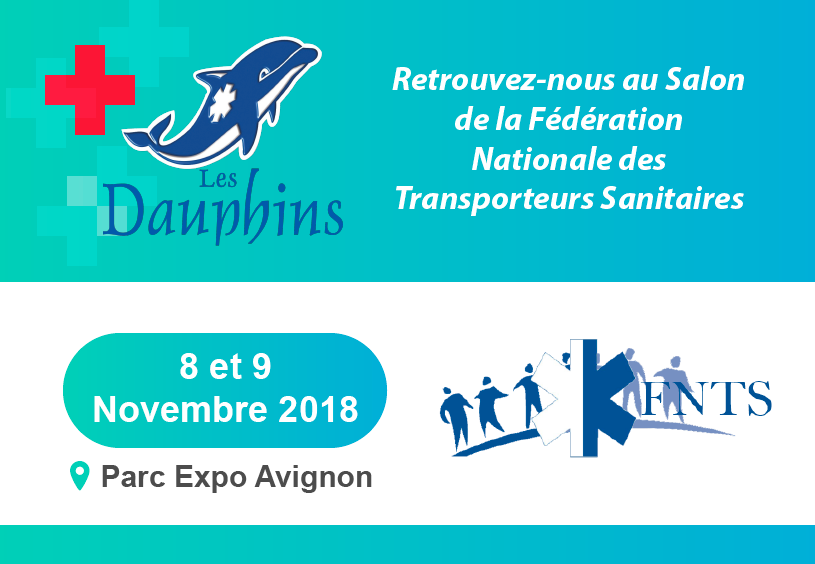 Les
Dauphins
Retrouvez-nous au Salon
de la Fédération
Nationale des
Transporteurs Sanitaires
8 et 9
Novembre 2018
Parc Expo Avignon
FNTS